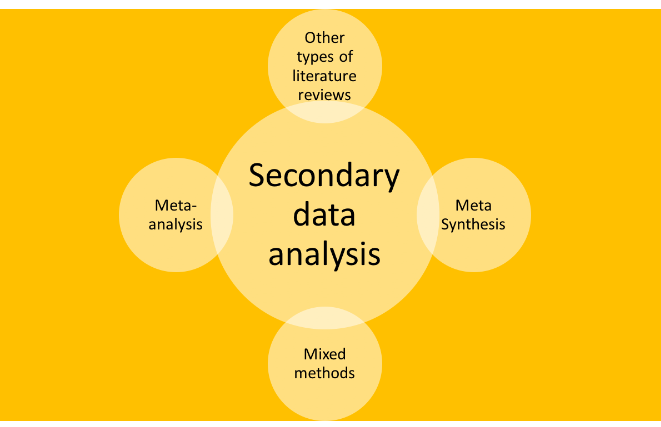 Other
types of
literature
reviews
Secondary
data
analysis
Meta-
analysis
Meta
Synthesis
Mixed
methods